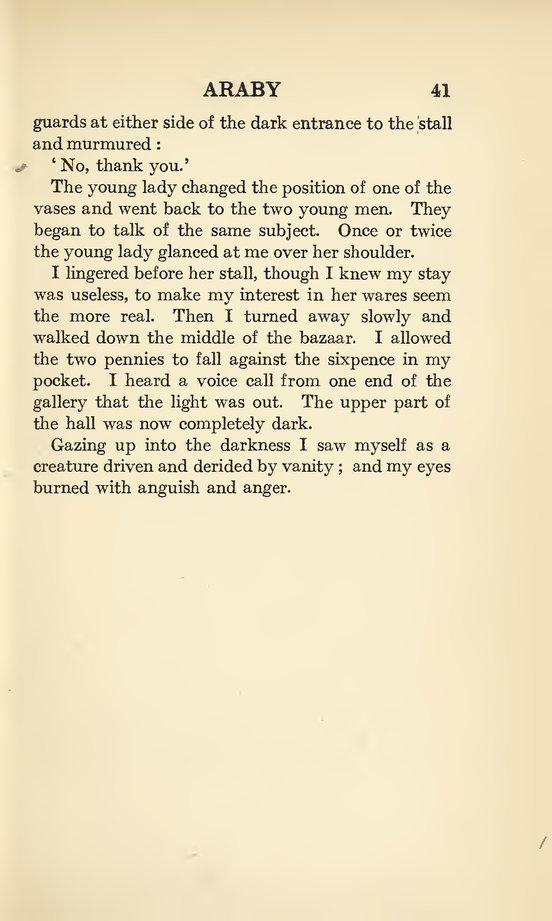 ARABY 41
guards at either side of the dark entrance to the stall
and murmured :
‘ No, thank you.’
The young lady changed the position of one of the
vases and went back to the two young men. They
began to talk of the same subject. Once or twice
the young lady glanced at me over her shoulder.
I lingered before her stall, though I knew my stay
was useless, to make my interest in her wares seem
the more real. Then I turned away slowly and
walked down the middle of the bazaar. I allowed
the two pennies to fall against the sixpence in my
pocket. I heard a voice call from one end of the
gallery that the light was out. The upper part of
the hall was now completely dark.
Gazing up into the darkness I saw myself as a
creature driven and derided by vanity ; and my eyes
burned with anguish and anger.